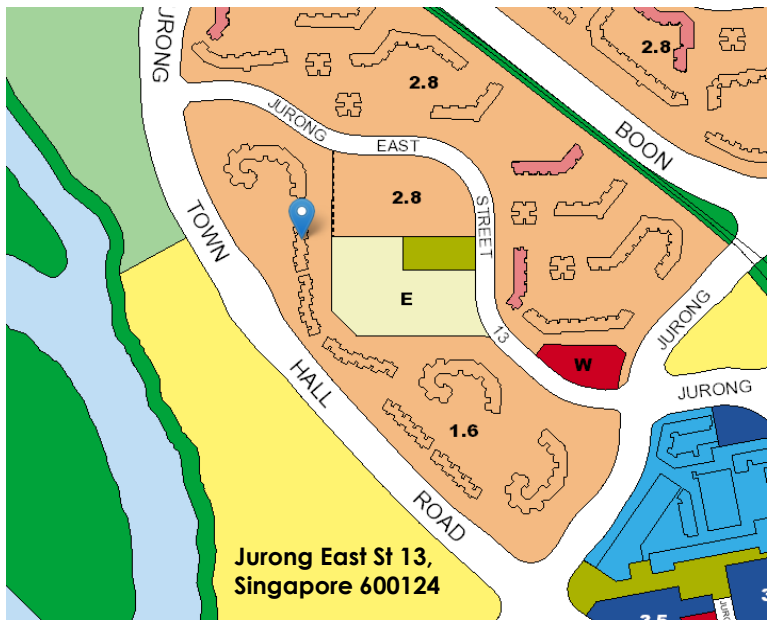 JURONG
2.8
2.8
BOON
JURONG
EAST
STREET
13
2.8
TOWN
E
HALL
1.6
W
JURONG
JURONG
ROAD
Jurong East St 13,
Singapore 600124